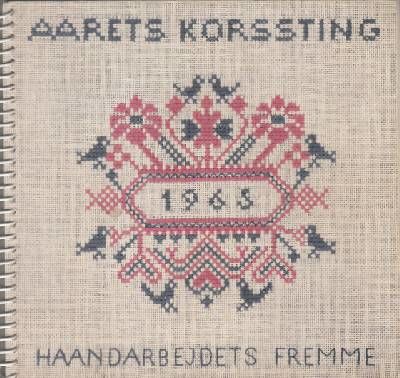 AARETS KORSSTING
1965
HAANDARBEJDETS FREMME